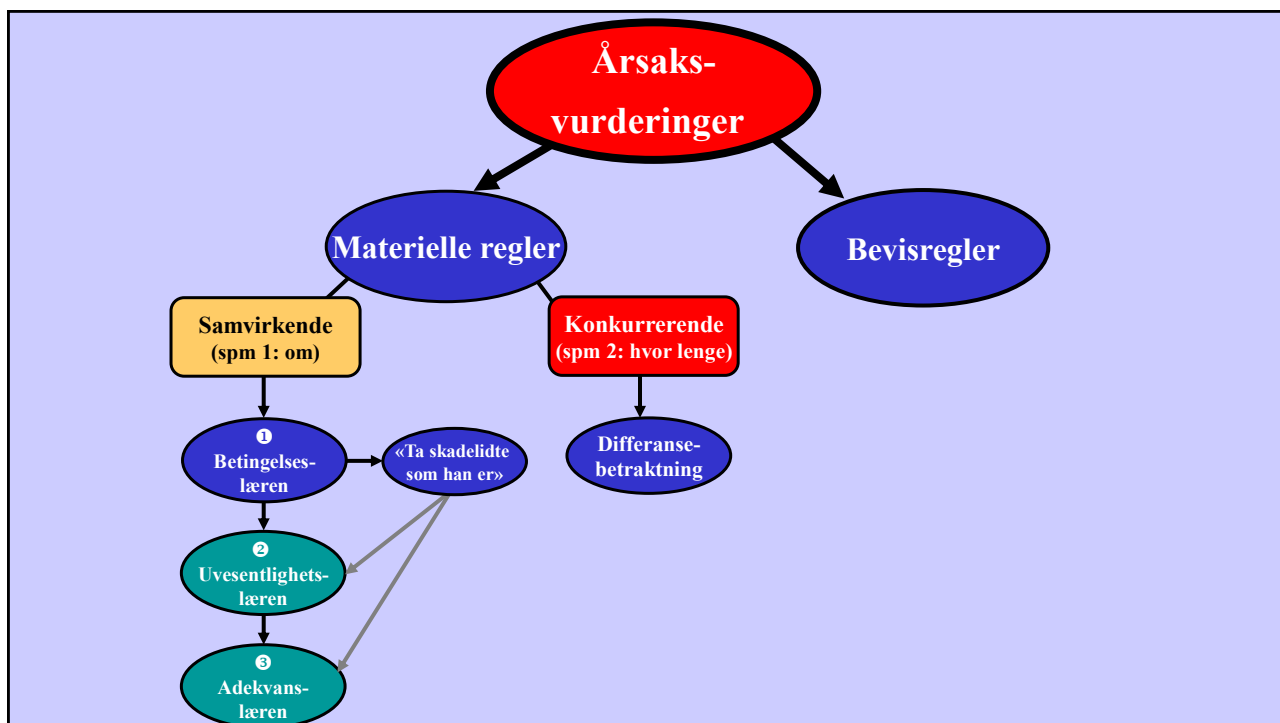 Årsaks-
vurderinger
Materielle regler
Bevisregler
Samvirkende
(spm 1: om)
Konkurrerende
(spm 2: hvor lenge)
❶
Betingelses-
læren
«Ta skadelidte
som han er»
Differanse-
betraktning
❷
Uvesentlighets-
læren
❸
Adekvans-
læren